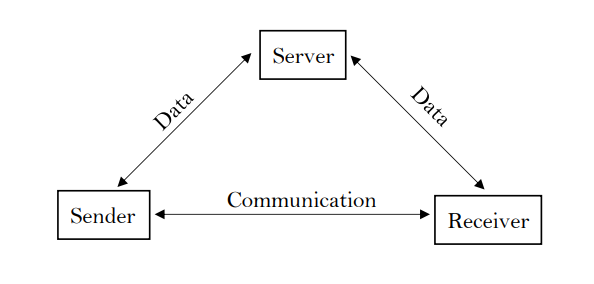 Server
Data
Data
Communication
Sender
Receiver